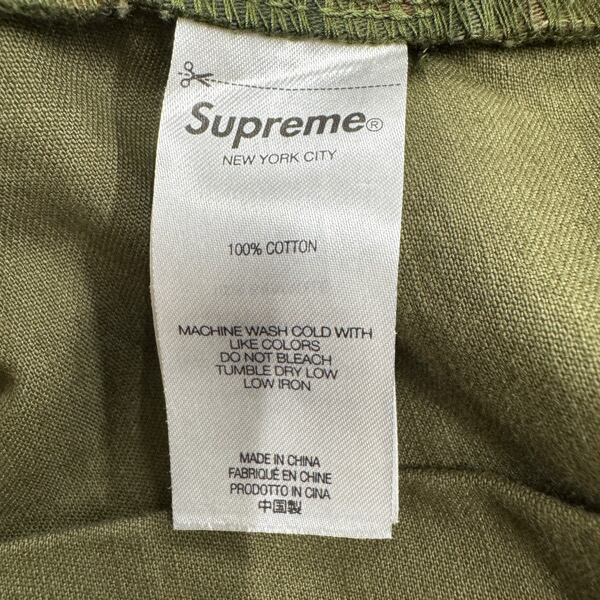 Supreme®
NEW YORK CITY
100% COTTON
MACHINE WASH COLD WITH
LIKE COLORS
DO NOT BLEACH
TUMBLE DRY LOW
LOW IRON
MADE IN CHINA
FABRIQUÉ EN CHINE
PRODOTTO IN CINA
中国製